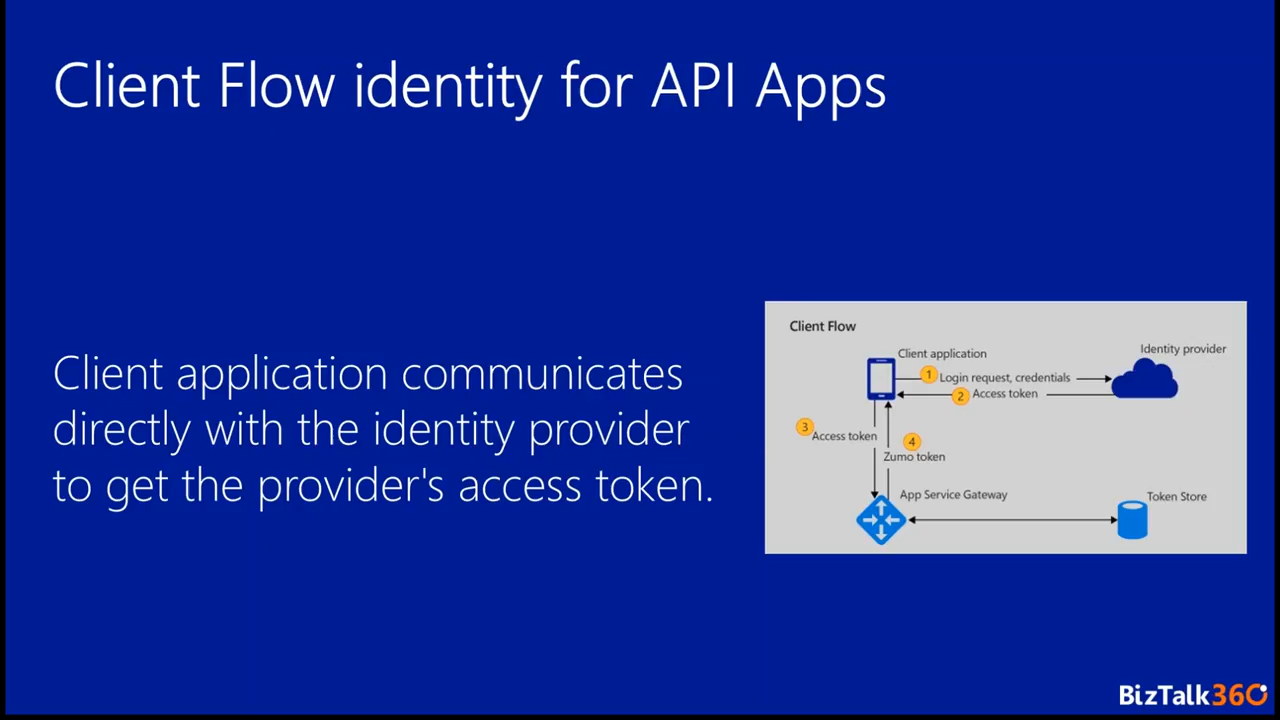 Client Flow identity for API Apps
Client application communicates
directly with the identity provider
to get the provider's access token.
Client Flow
Client application
Identity provider
1 Login request, credentials
2 Access token
3 Access token
4
Zumo token
App Service Gateway
Token Store
BizTalk360